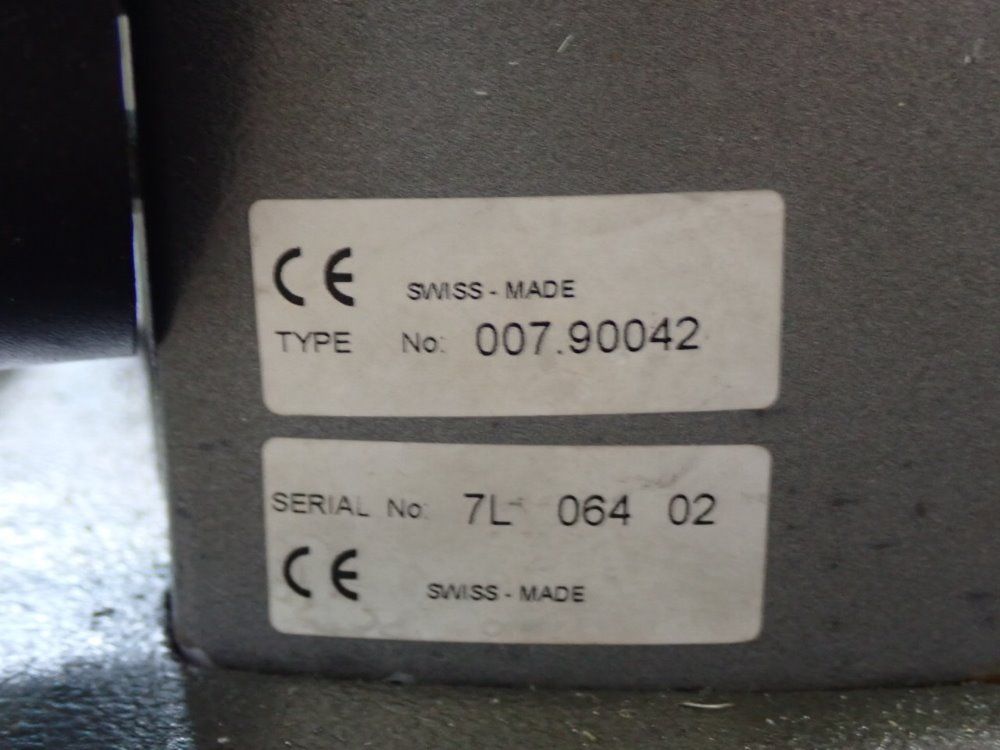 CE SWISS - MADE
TYPE No: 007.90042
SERIAL No: 7L 064 02
CE SWISS - MADE